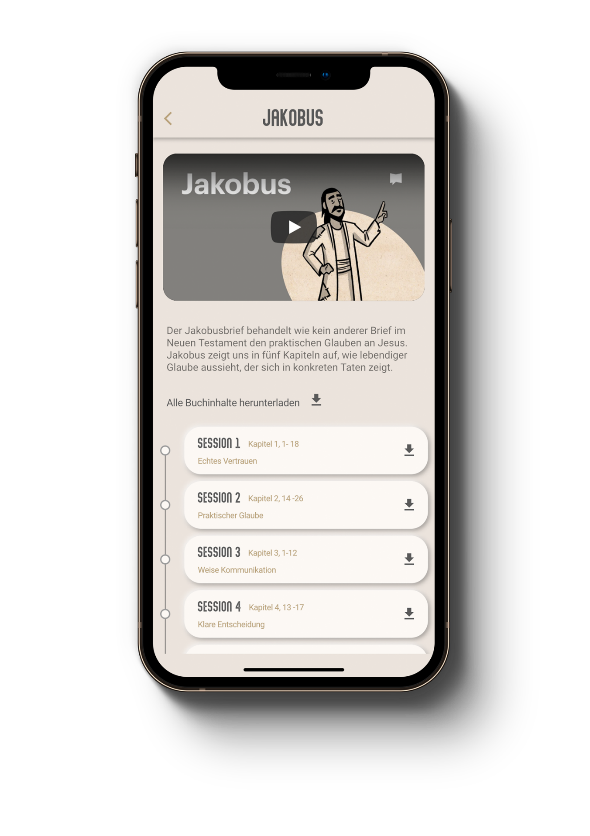 JAKOBUS
Jakobus
Der Jakobusbrief behandelt wie kein anderer Brief im
Neuen Testament den praktischen Glauben an Jesus.
Jakobus zeigt uns in fünf Kapiteln auf, wie lebendiger
Glaube aussieht, der sich in konkreten Taten zeigt.
Alle Buchinhalte herunterladen
SESSION 1 Kapitel 1, 1- 18
Echtes Vertrauen
SESSION 2 Kapitel 2, 14 -26
Praktischer Glaube
SESSION 3 Kapitel 3, 1-12
Weise Kommunikation
SESSION 4 Kapitel 4, 13 -17
Klare Entscheidung